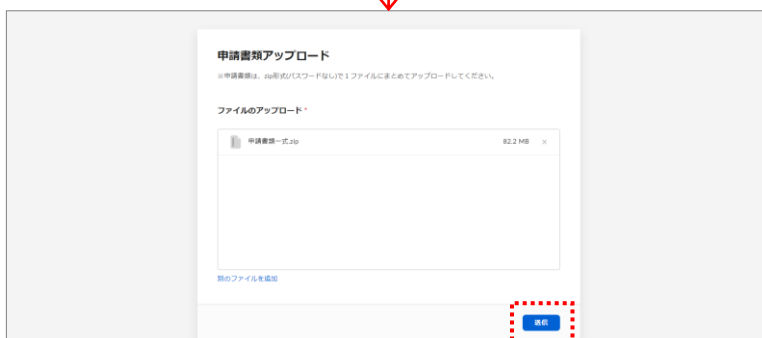 申請書類アップロード
※申請書類は、zip形式(パスワードなし)で1ファイルにまとめてアップロードしてください。
ファイルのアップロード*
申請書類一式.zip 82.2 MB ×
別のファイルを追加
送信